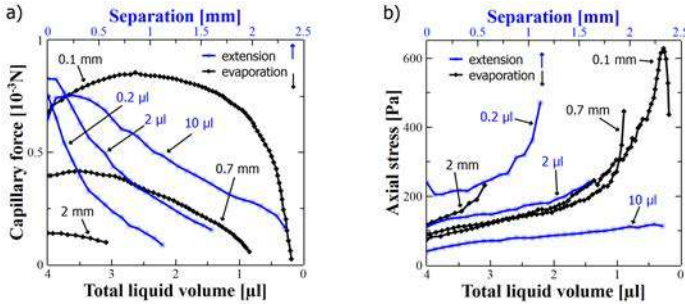 a)
Separation [mm]
0 0.5 1 1.5 2 2.5
1
0.5
0
Capillary force [10⁻³N]
extension
evaporation
0.1 mm
0.2 µl
2 µl
10 µl
0.7 mm
2 mm
4 3 2 1 0
Total liquid volume [µl]
b)
Separation [mm]
0 0.5 1 1.5 2 2.5
600
400
200
0
Axial stress [Pa]
extension
evaporation
0.1 mm
0.7 mm
0.2 µl
2 mm
2 µl
10 µl
4 3 2 1 0
Total liquid volume [µl]